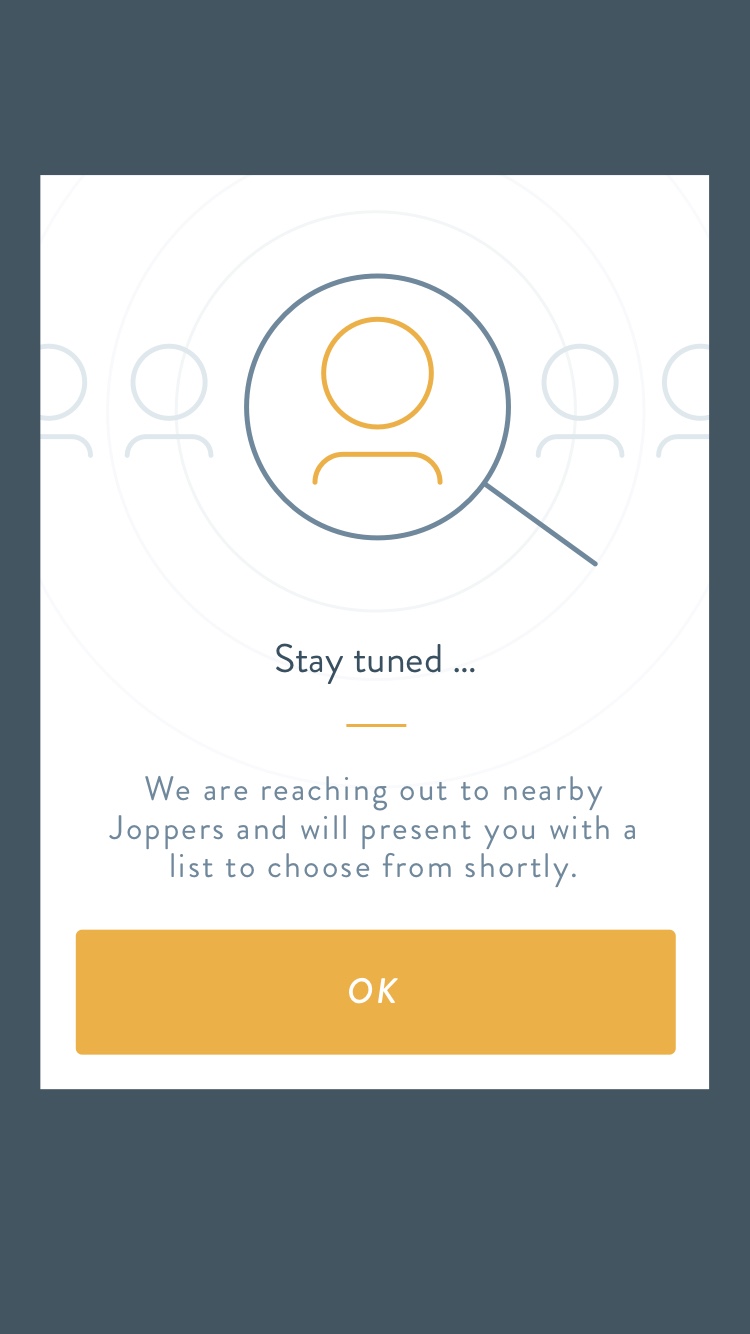 Stay tuned ...
We are reaching out to nearby
Joppers and will present you with a
list to choose from shortly.
OK